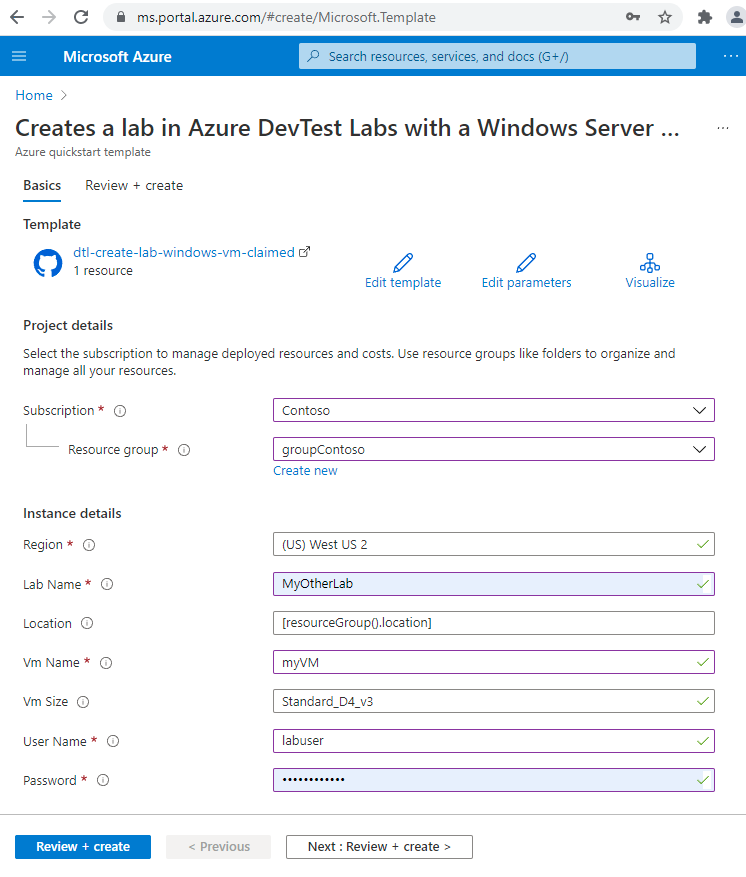 ms.portal.azure.com/#create/Microsoft.Template
Microsoft Azure
Search resources, services, and docs (G+/)
Home
Creates a lab in Azure DevTest Labs with a Windows Server ...
Azure quickstart template
Basics Review + create
Template
dtl-create-lab-windows-vm-claimed
1 resource
Edit template Edit parameters Visualize
Project details
Select the subscription to manage deployed resources and costs. Use resource groups like folders to organize and
manage all your resources.
Subscription * Contoso
Resource group * groupContoso
Create new
Instance details
Region * (US) West US 2
Lab Name * MyOtherLab
Location [resourceGroup().location]
Vm Name * myVM
Vm Size Standard_D4_v3
User Name * labuser
Password * ••••••••••••
Review + create < Previous Next : Review + create >